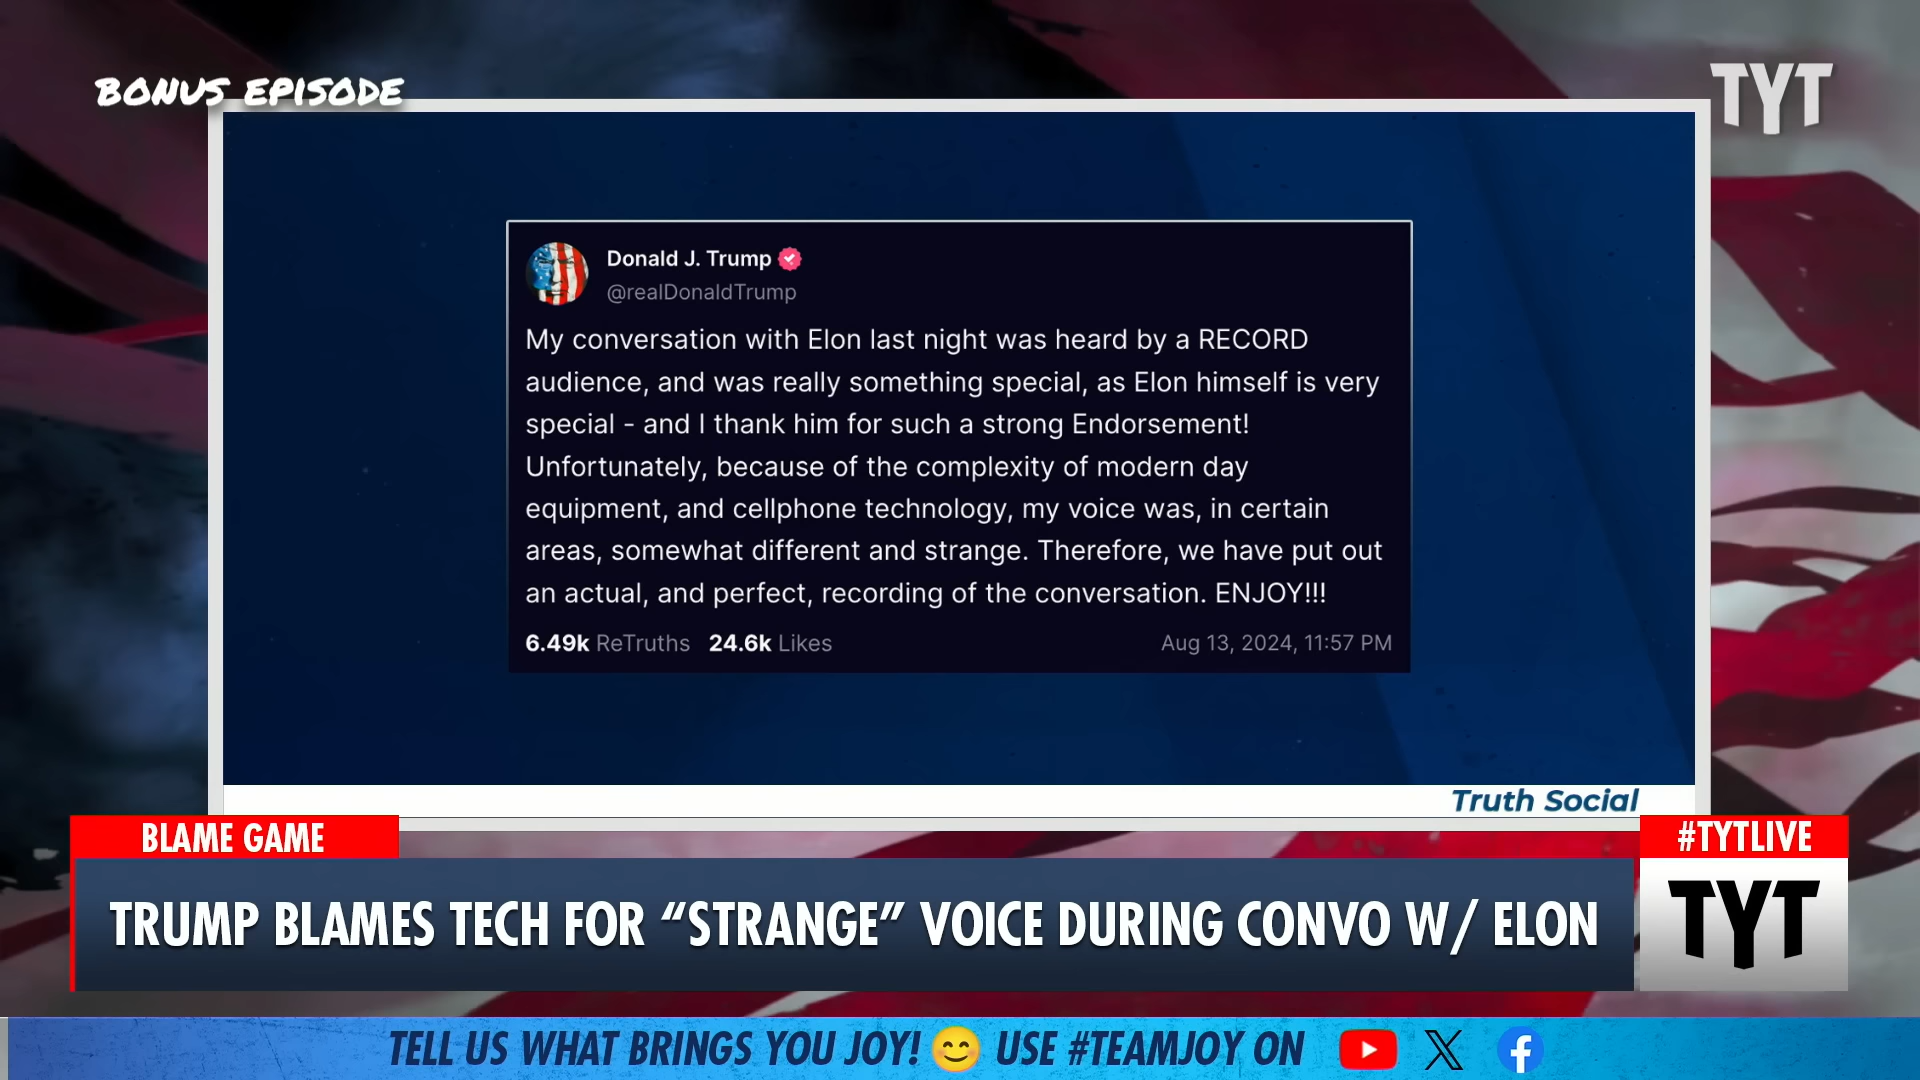 BONUS EPISODE
TYT
Donald J. Trump
@realDonaldTrump
My conversation with Elon last night was heard by a RECORD
audience, and was really something special, as Elon himself is very
special - and I thank him for such a strong Endorsement!
Unfortunately, because of the complexity of modern day
equipment, and cellphone technology, my voice was, in certain
areas, somewhat different and strange. Therefore, we have put out
an actual, and perfect, recording of the conversation. ENJOY!!!
6.49k ReTruths 24.6k Likes Aug 13, 2024, 11:57 PM
Truth Social
BLAME GAME
#TYTLIVE
TRUMP BLAMES TECH FOR “STRANGE” VOICE DURING CONVO W/ ELON
TYT
TELL US WHAT BRINGS YOU JOY! 😊 USE #TEAMJOY ON